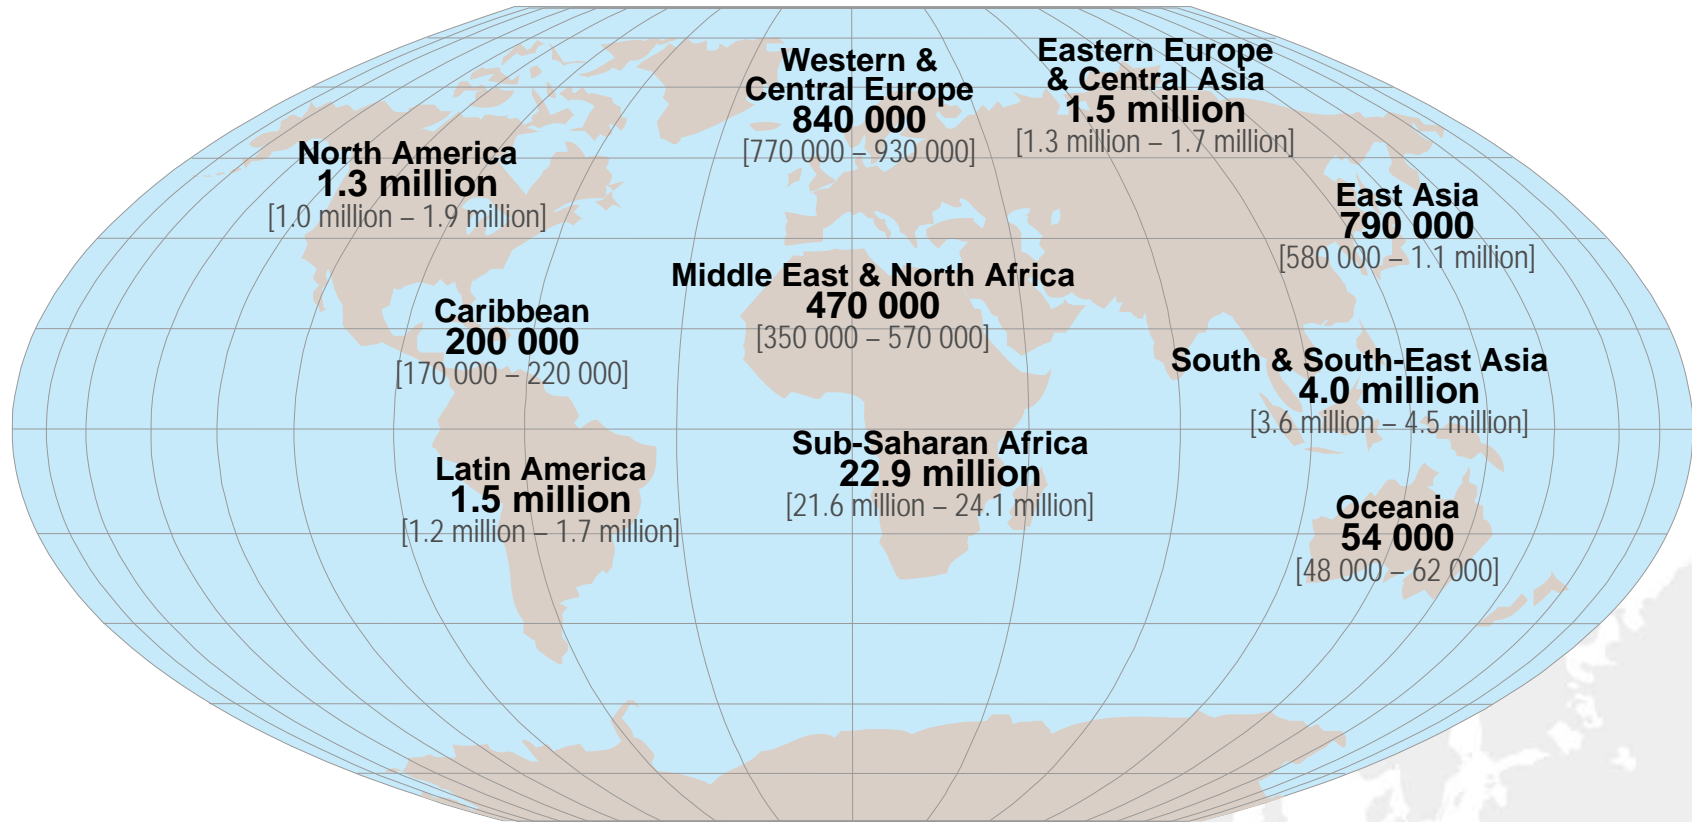 Western &
Central Europe
840 000
[770 000 – 930 000]
Eastern Europe
& Central Asia
1.5 million
[1.3 million – 1.7 million]
North America
1.3 million
[1.0 million – 1.9 million]
East Asia
790 000
[580 000 – 1.1 million]
Middle East & North Africa
470 000
[350 000 – 570 000]
Caribbean
200 000
[170 000 – 220 000]
South & South-East Asia
4.0 million
[3.6 million – 4.5 million]
Sub-Saharan Africa
22.9 million
[21.6 million – 24.1 million]
Latin America
1.5 million
[1.2 million – 1.7 million]
Oceania
54 000
[48 000 – 62 000]